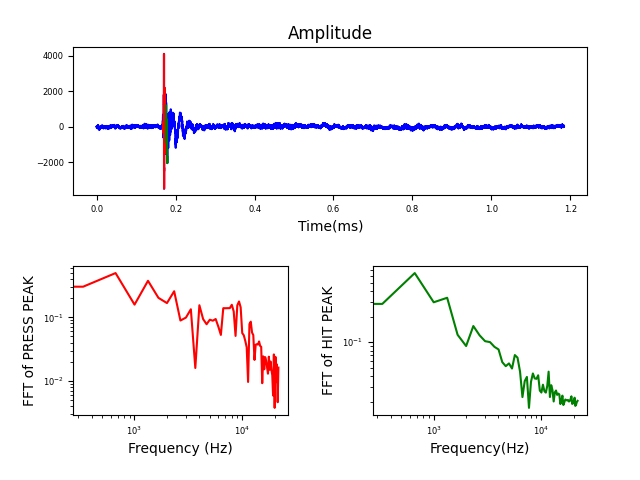 Amplitude
4000
2000
0
−2000
0.0 0.2 0.4 0.6 0.8 1.0 1.2
Time(ms)
FFT of PRESS PEAK
10⁻¹
10⁻²
10³ 10⁴
Frequency (Hz)
FFT of HIT PEAK
10⁻¹
10³ 10⁴
Frequency(Hz)